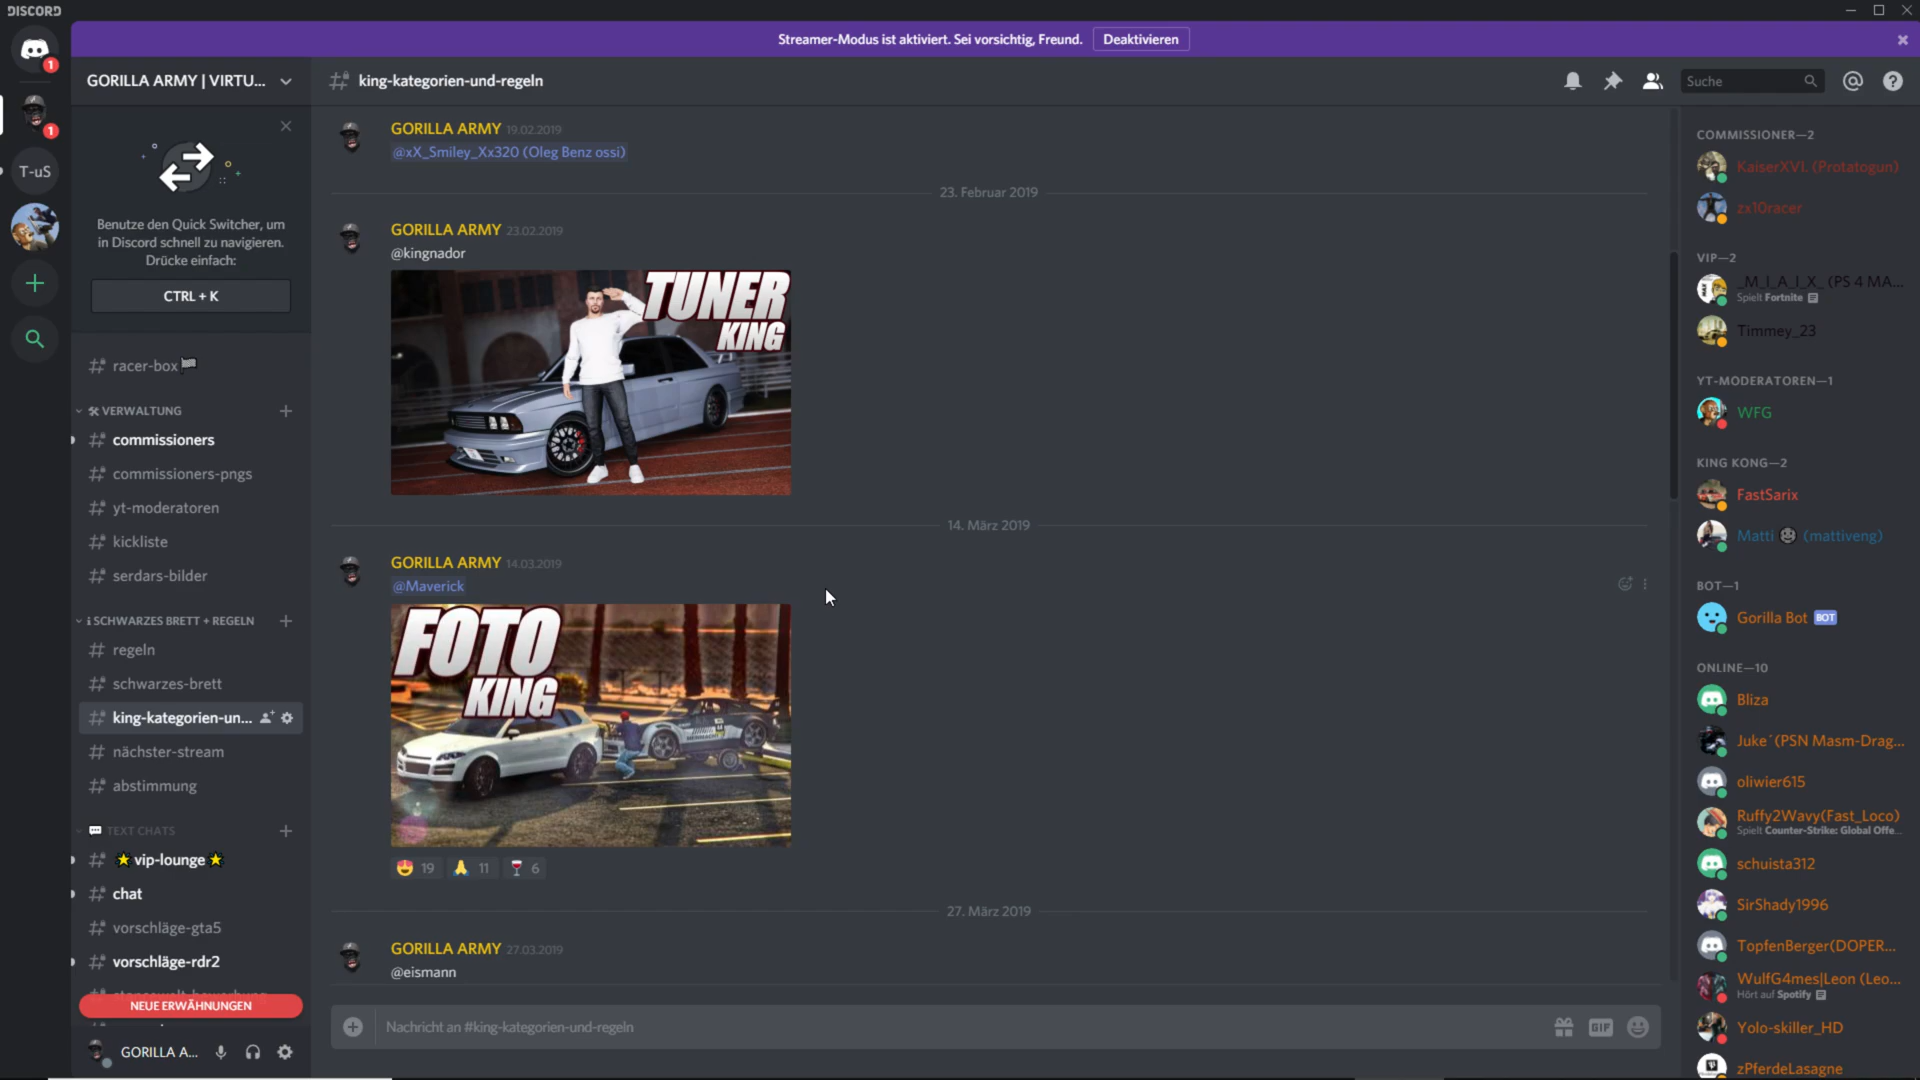 DISCORD
Streamer-Modus ist aktiviert. Sei vorsichtig, Freund.
Deaktivieren
1
1
T-uS
GORILLA ARMY | VIRTU...
Benutze den Quick Switcher, um
in Discord schnell zu navigieren.
Drücke einfach:
CTRL + K
racer-box
VERWALTUNG
commissioners
commissioners-pngs
yt-moderatoren
kickliste
serdars-bilder
SCHWARZES BRETT + REGELN
regeln
schwarzes-brett
king-kategorien-un...
nächster-stream
abstimmung
TEXT CHATS
vip-lounge
chat
vorschläge-gta5
vorschläge-rdr2
NEUE ERWÄHNUNGEN
GORILLA A...
king-kategorien-und-regeln
Suche
GORILLA ARMY 19.02.2019
@xX_Smiley_Xx320 (Oleg Benz ossi)
23. Februar 2019
GORILLA ARMY 23.02.2019
@kingnador
TUNER
KING
14. März 2019
GORILLA ARMY 14.03.2019
@Maverick
FOTO
KING
19 11 6
27. März 2019
GORILLA ARMY 27.03.2019
@eismann
Nachricht an #king-kategorien-und-regeln
GIF
COMMISSIONER—2
KaiserXVI. (Protatogun)
zx10racer
VIP—2
_M_I_A_I_X_ (PS 4 MA...
Spielt Fortnite
Timmey_23
YT-MODERATOREN—1
WFG
KING KONG—2
FastSarix
Matti (mattiveng)
BOT—1
Gorilla Bot BOT
ONLINE—10
Bliza
Juke´(PSN Masm-Drag...
oliwier615
Ruffy2Wavy(Fast_Loco)
Spielt Counter-Strike: Global Offe...
schuista312
SirShady1996
TopfenBerger(DOPER...
WulfG4mes|Leon (Leo...
Hört auf Spotify
Yolo-skiller_HD
zPferdeLasagne